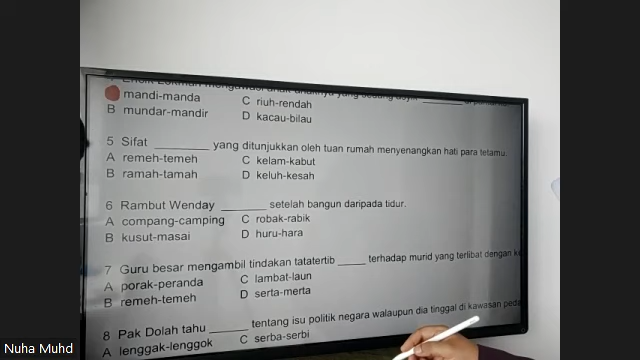 mandi-manda C riuh-rendah
B mundar-mandir D kacau-bilau
5 Sifat ________ yang ditunjukkan oleh tuan rumah menyenangkan hati para tetamu.
A remeh-temeh C kelam-kabut
B ramah-tamah D keluh-kesah
6 Rambut Wenday _______ setelah bangun daripada tidur.
A compang-camping C robak-rabik
B kusut-masai D huru-hara
7 Guru besar mengambil tindakan tatatertib ____ terhadap murid yang terlibat dengan
A porak-peranda C lambat-laun
B remeh-temeh D serta-merta
8 Pak Dolah tahu ______ tentang isu politik negara walaupun dia tinggal di kawasan
A lenggak-lenggok C serba-serbi
Nuha Muhd